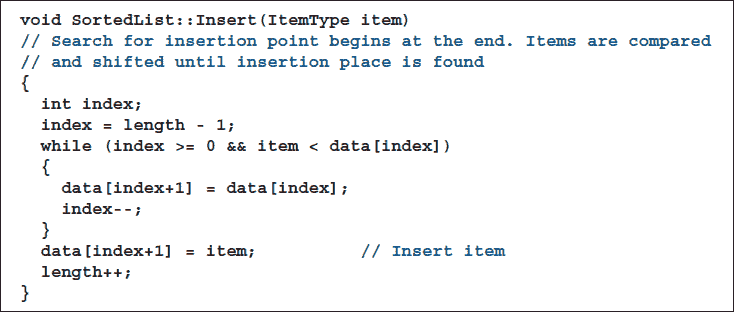 void SortedList::Insert(ItemType item)
// Search for insertion point begins at the end. Items are compared
// and shifted until insertion place is found
{
  int index;
  index = length - 1;
  while (index >= 0 && item < data[index])
  {
    data[index+1] = data[index];
    index--;
  }
  data[index+1] = item;          // Insert item
  length++;
}